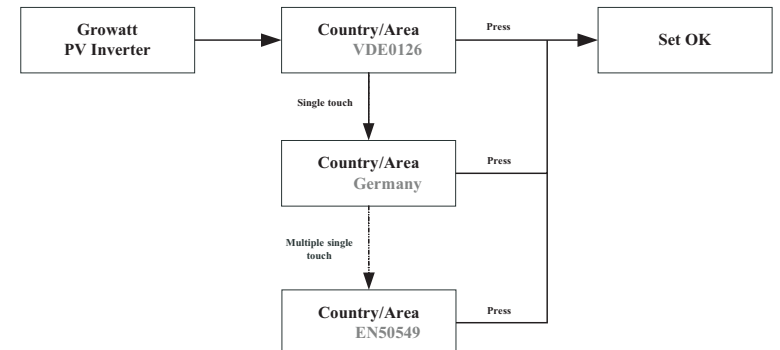 Growatt
PV Inverter
Country/Area
VDE0126
Press
Set OK
Single touch
Country/Area
Germany
Press
Multiple single
touch
Country/Area
EN50549
Press